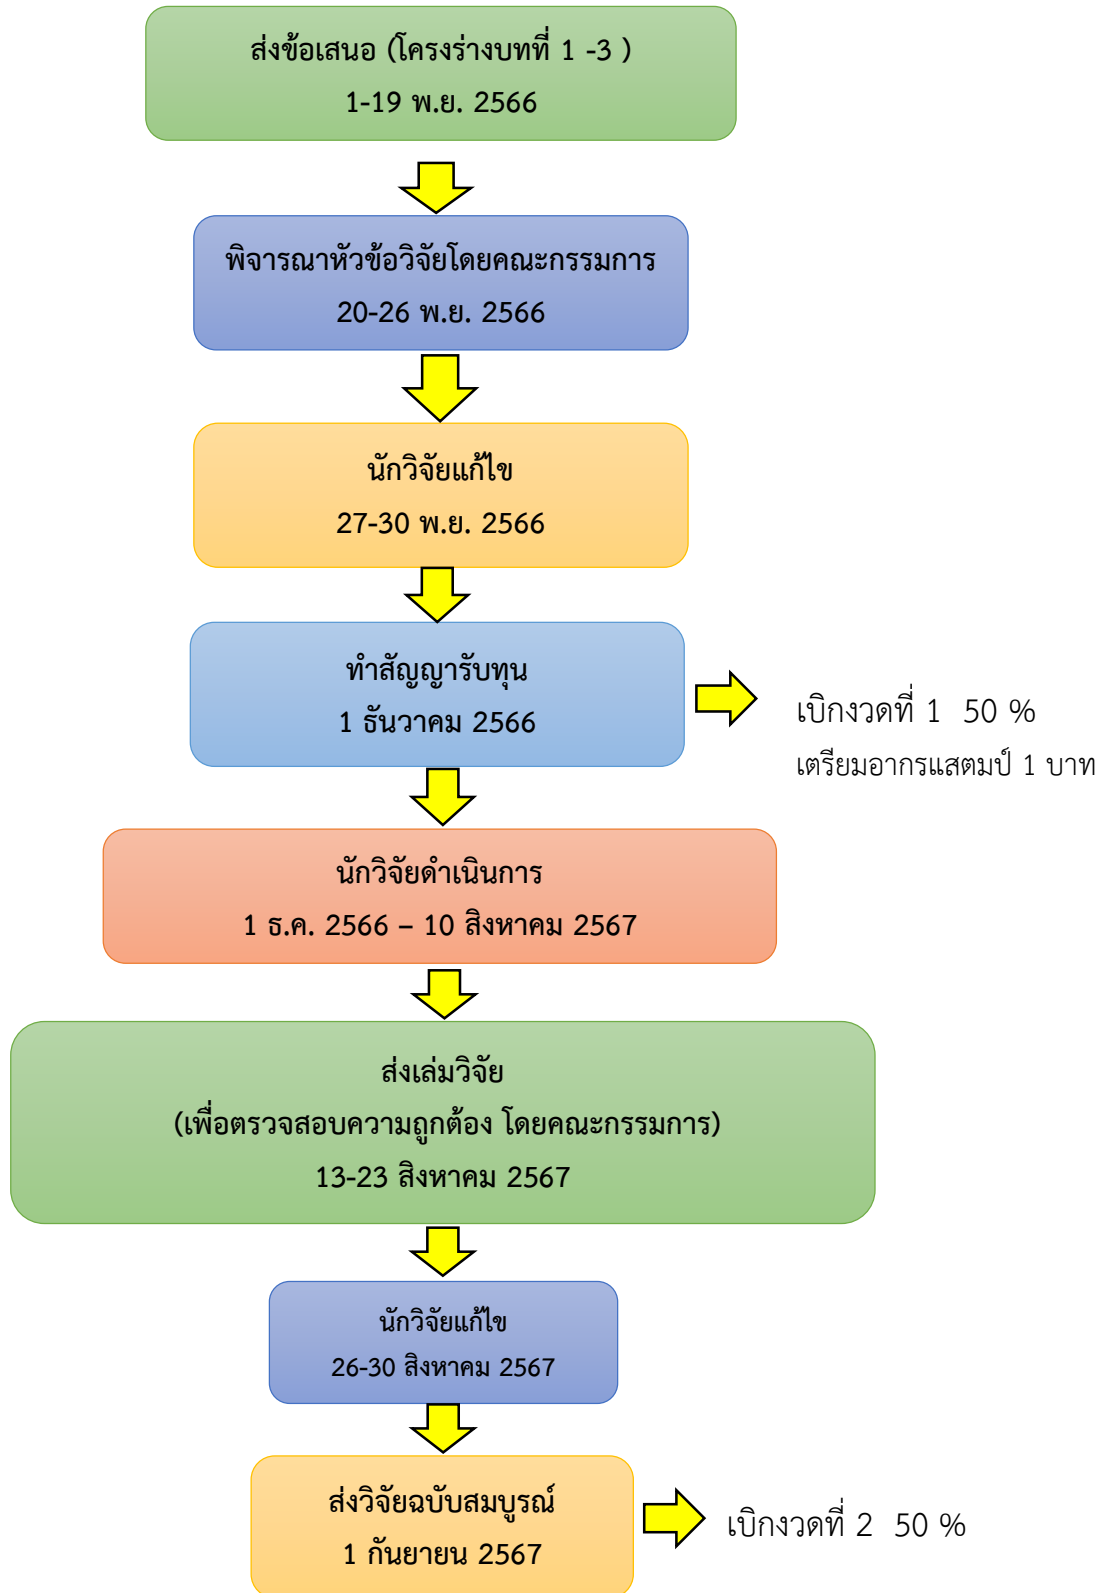 ส่งข้อเสนอ (โครงร่างบทที่ 1 -3 )
1-19 พ.ย. 2566
พิจารณาหัวข้อวิจัยโดยคณะกรรมการ
20-26 พ.ย. 2566
นักวิจัยแก้ไข
27-30 พ.ย. 2566
ทำสัญญารับทุน
1 ธันวาคม 2566
เบิกงวดที่ 1 50 %
เตรียมอากรแสตมป์ 1 บาท
นักวิจัยดำเนินการ
1 ธ.ค. 2566 – 10 สิงหาคม 2567
ส่งเล่มวิจัย
(เพื่อตรวจสอบความถูกต้อง โดยคณะกรรมการ)
13-23 สิงหาคม 2567
นักวิจัยแก้ไข
26-30 สิงหาคม 2567
ส่งวิจัยฉบับสมบูรณ์
1 กันยายน 2567
เบิกงวดที่ 2 50 %